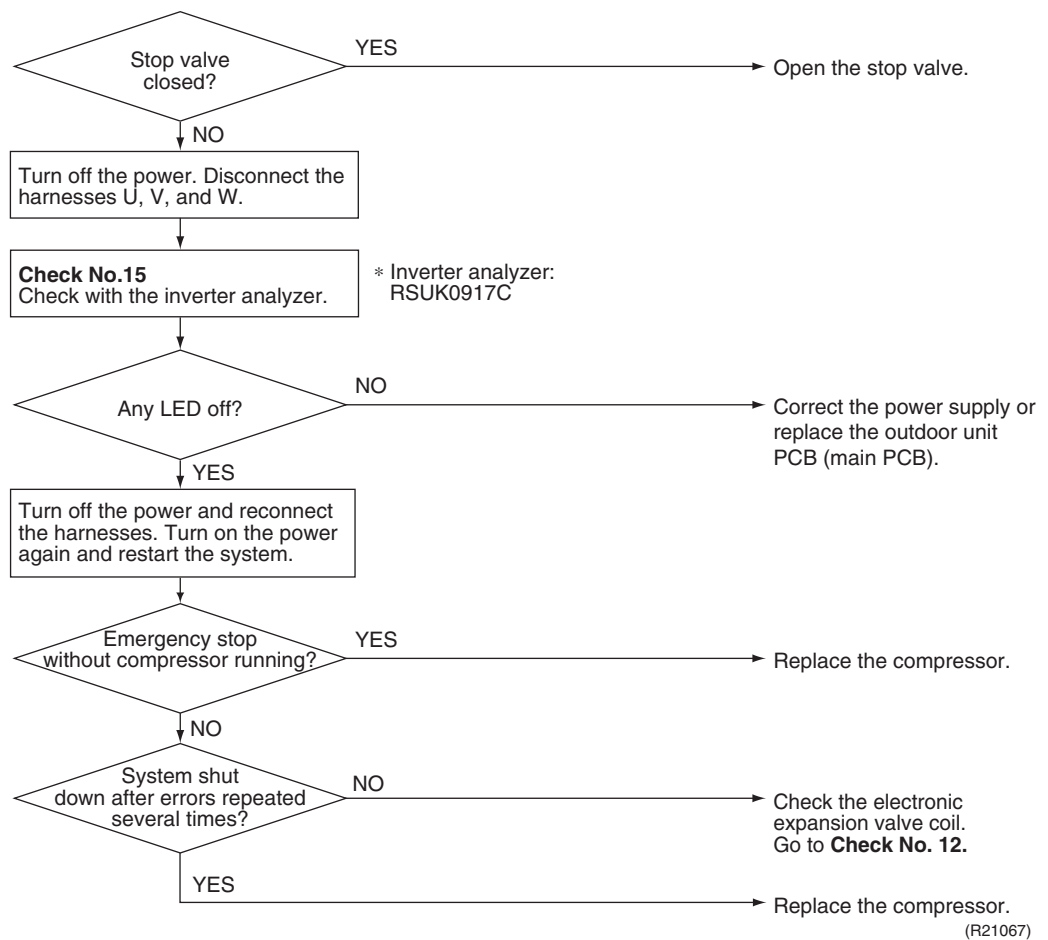 Stop valve
closed?
YES
Open the stop valve.
NO
Turn off the power. Disconnect the
harnesses U, V, and W.
Check No.15
Check with the inverter analyzer.
* Inverter analyzer:
RSUK0917C
Any LED off?
NO
Correct the power supply or
replace the outdoor unit
PCB (main PCB).
YES
Turn off the power and reconnect
the harnesses. Turn on the power
again and restart the system.
Emergency stop
without compressor running?
YES
Replace the compressor.
NO
System shut
down after errors repeated
several times?
NO
Check the electronic
expansion valve coil.
Go to Check No. 12.
YES
Replace the compressor.
(R21067)